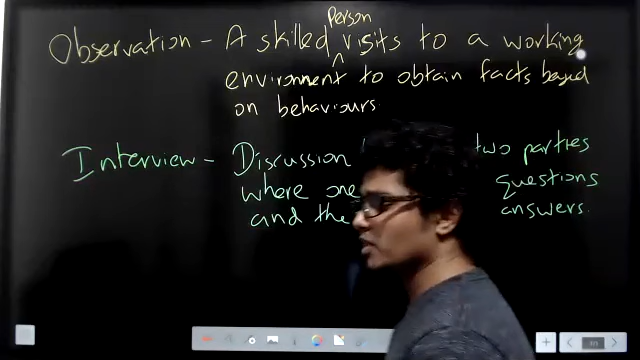 Person
Observation - A skilled ^ visits to a working
environment to obtain facts based
on behaviours.
Interview - Discussion two parties
where one questions
and the answers.